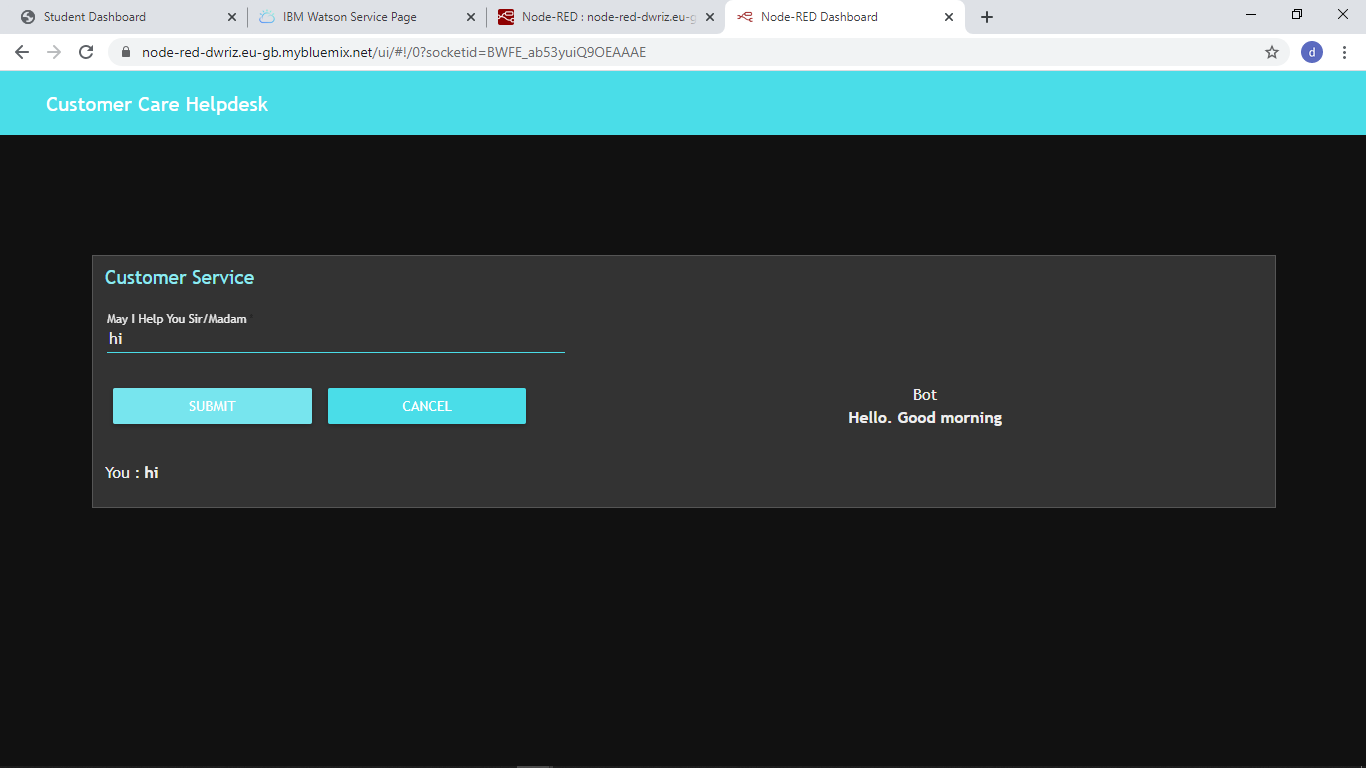 Student Dashboard
IBM Watson Service Page
Node-RED : node-red-dwriz.eu-g
Node-RED Dashboard
node-red-dwriz.eu-gb.mybluemix.net/ui/#!/0?socketid=BWFE_ab53yuiQ9OEAAAE
d
Customer Care Helpdesk
Customer Service
May I Help You Sir/Madam *
hi
SUBMIT
CANCEL
Bot
Hello. Good morning
You : hi